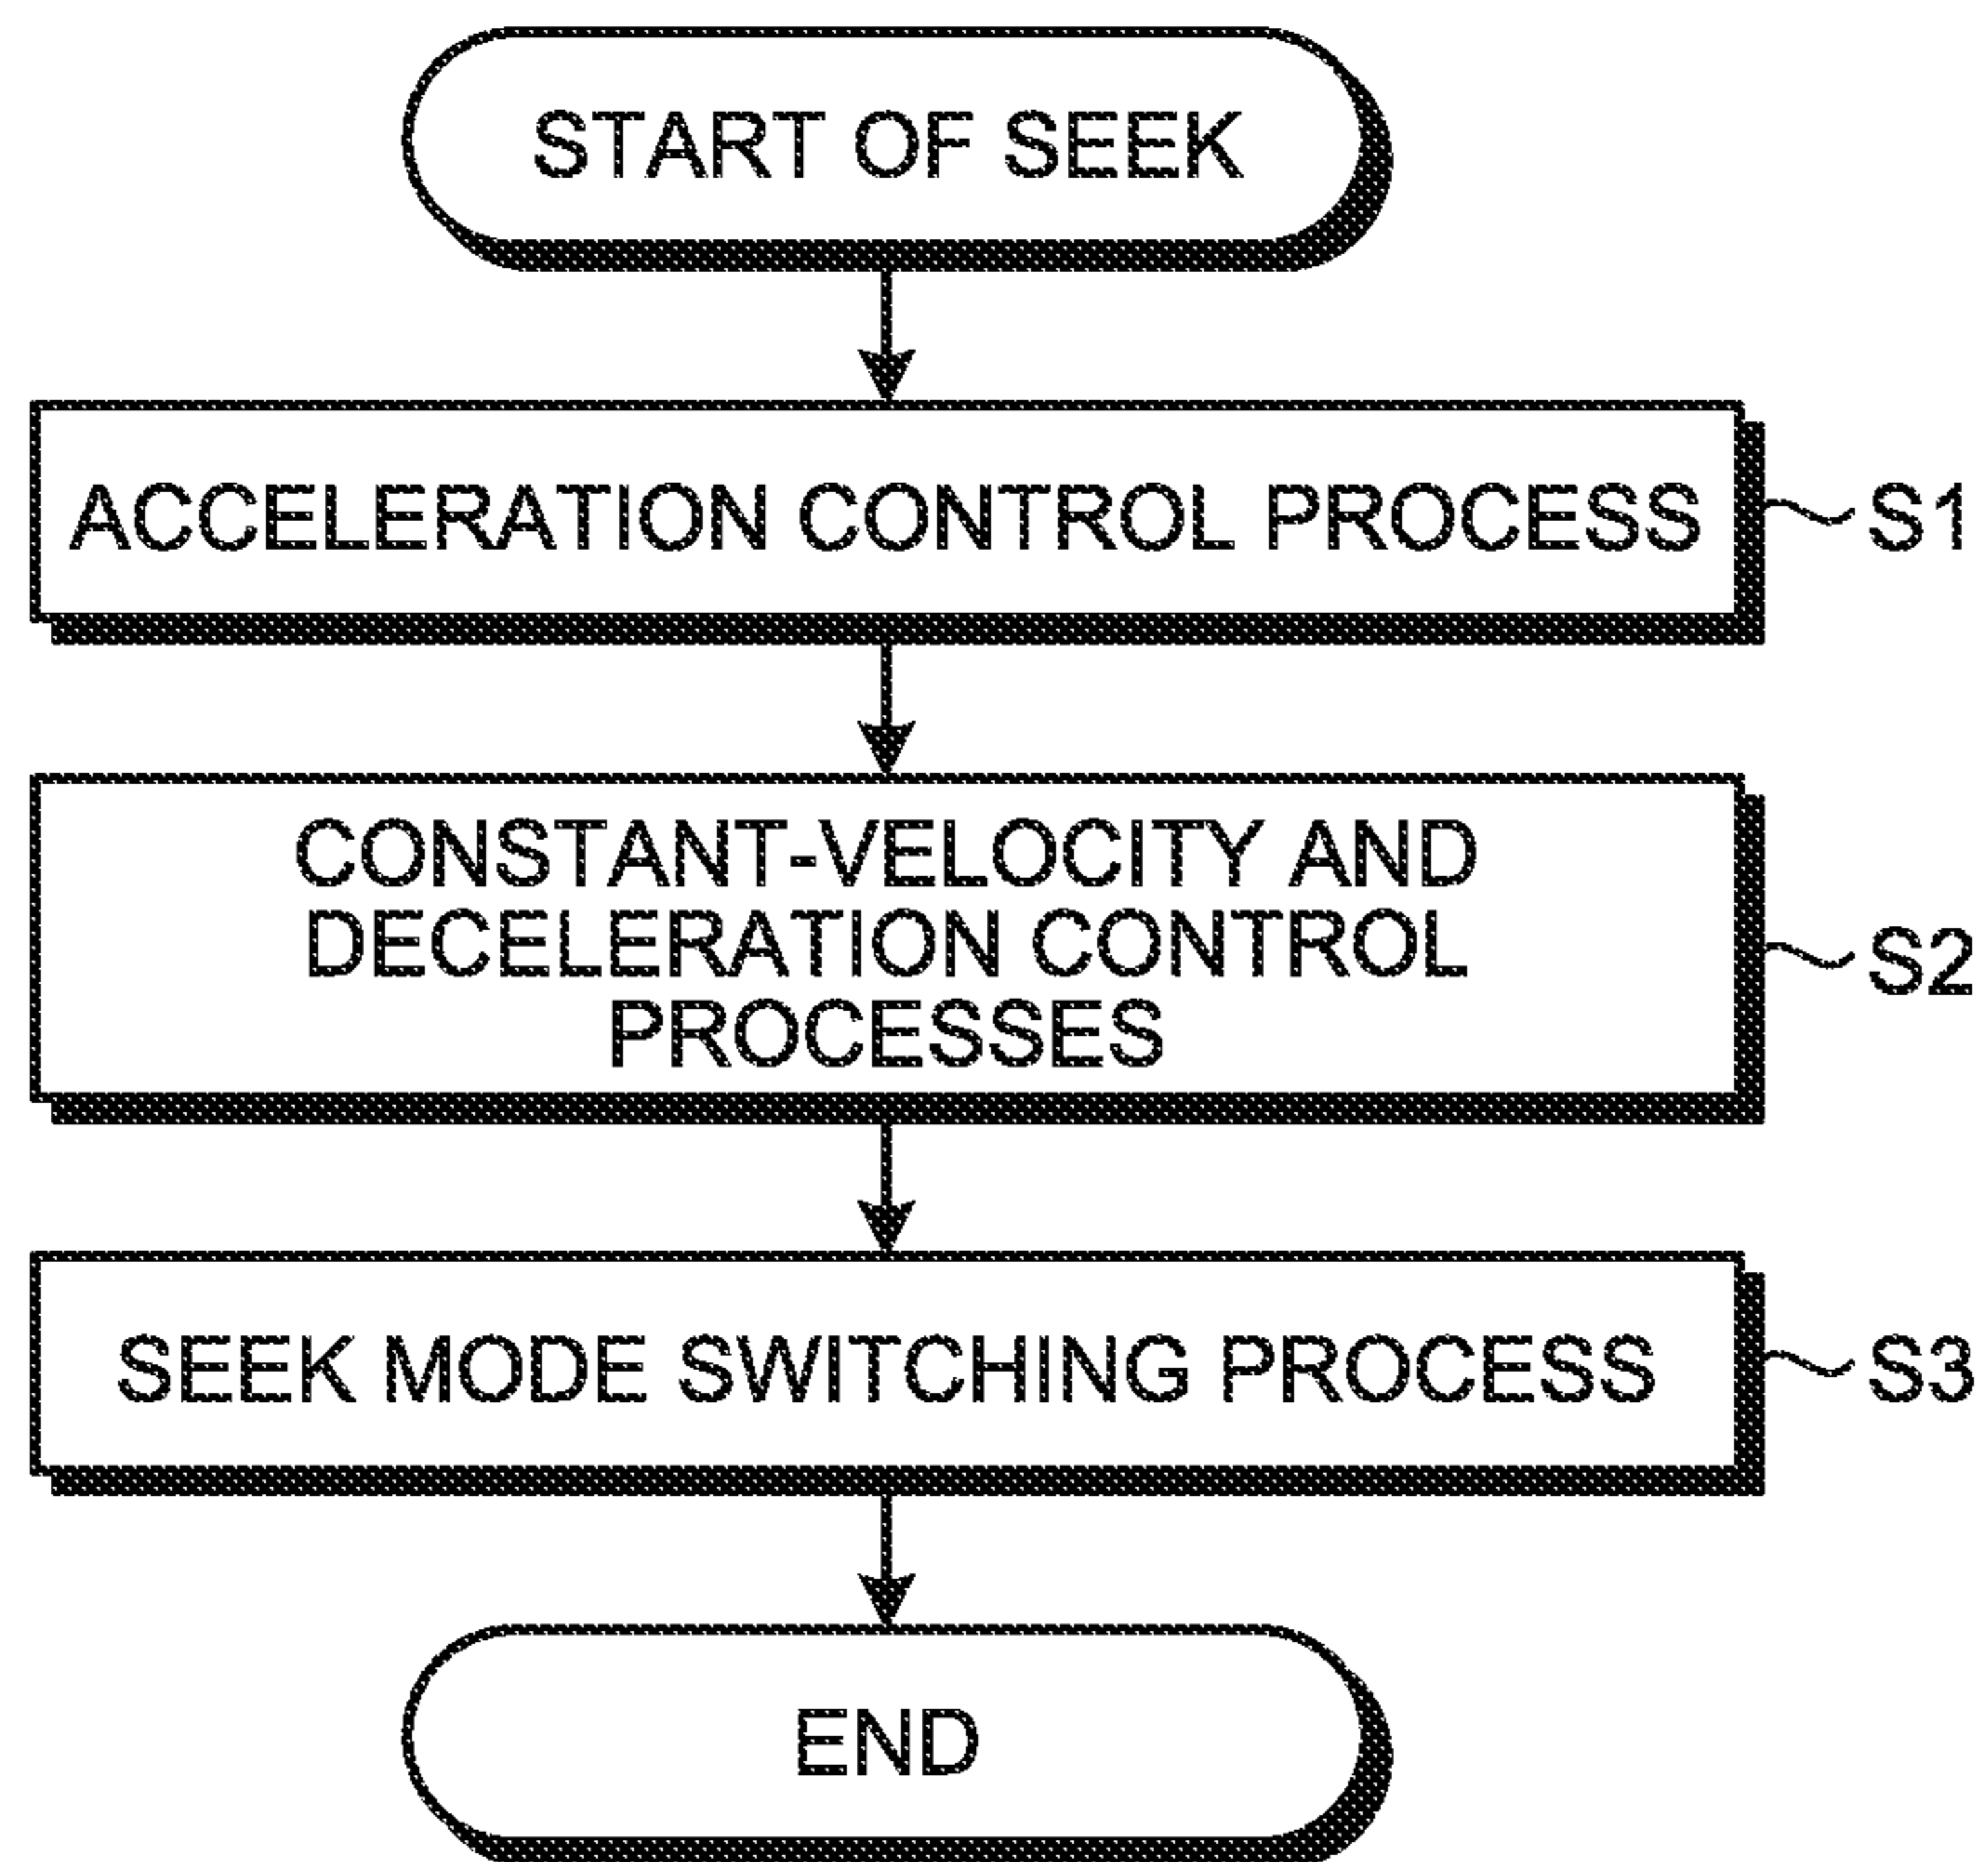 START OF SEEK
ACCELERATION CONTROL PROCESS
S1
CONSTANT-VELOCITY AND
DECELERATION CONTROL
PROCESSES
S2
SEEK MODE SWITCHING PROCESS
S3
END